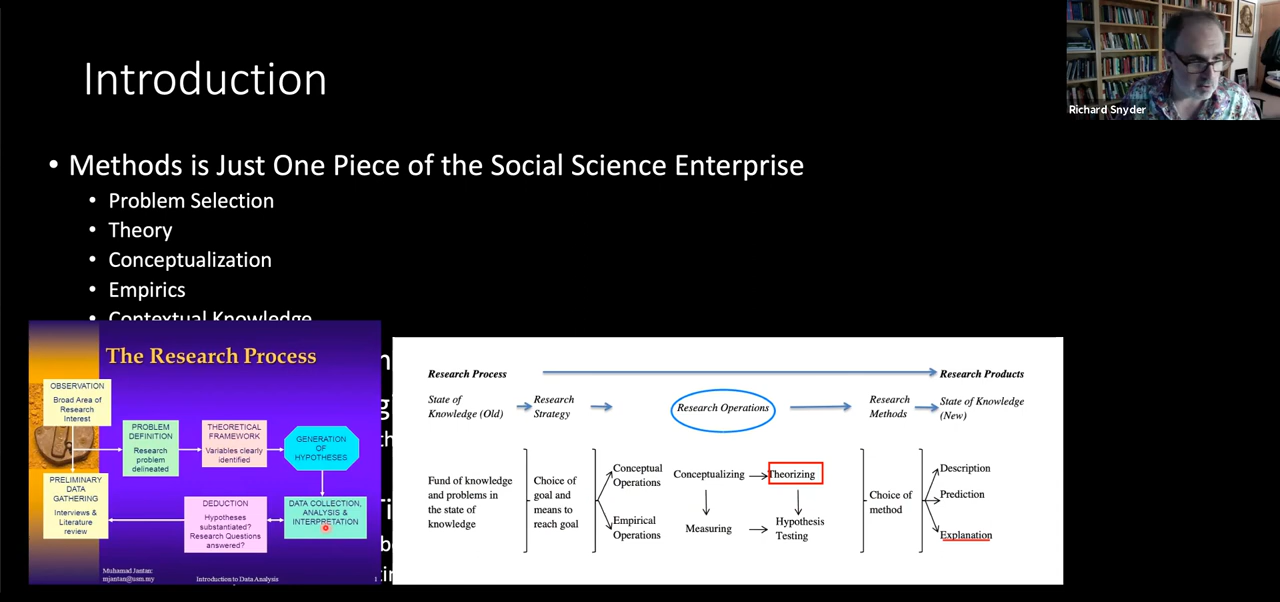 Introduction
Richard Snyder
• Methods is Just One Piece of the Social Science Enterprise
• Problem Selection
• Theory
• Conceptualization
• Empirics
• Contextual Knowledge
The Research Process
OBSERVATION
Broad Area of
Research
Interest
PROBLEM
DEFINITION
Research
problem
delineated
THEORETICAL
FRAMEWORK
Variables clearly
identified
GENERATION
OF
HYPOTHESES
PRELIMINARY
DATA
GATHERING
Interviews &
Literature
review
DEDUCTION
Hypotheses
substantiated?
Research Questions
answered?
DATA COLLECTION,
ANALYSIS &
INTERPRETATION
Muhamad Jantan:
mjantan@usm.my
Introduction to Data Analysis
1
Research Process
Research Products
State of
Knowledge (Old)
Research
Strategy
Research Operations
Research
Methods
State of Knowledge
(New)
Fund of knowledge
and problems in
the state of
knowledge
Choice of
goal and
means to
reach goal
Conceptual
Operations
Empirical
Operations
Conceptualizing
Theorizing
Measuring
Hypothesis
Testing
Choice of
method
Description
Prediction
Explanation